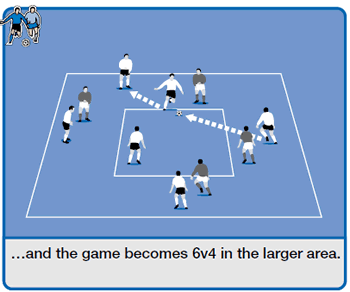 …and the game becomes 6v4 in the larger area.